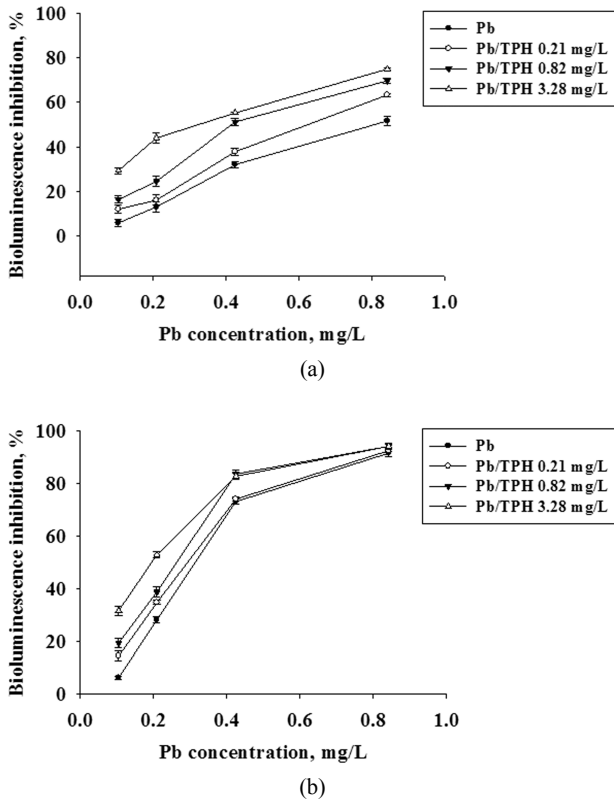 100
80
60
40
20
0
Bioluminescence inhibition, %
0.0 0.2 0.4 0.6 0.8 1.0
Pb concentration, mg/L
Pb
Pb/TPH 0.21 mg/L
Pb/TPH 0.82 mg/L
Pb/TPH 3.28 mg/L
(a)
100
80
60
40
20
0
Bioluminescence inhibition, %
0.0 0.2 0.4 0.6 0.8 1.0
Pb concentration, mg/L
Pb
Pb/TPH 0.21 mg/L
Pb/TPH 0.82 mg/L
Pb/TPH 3.28 mg/L
(b)